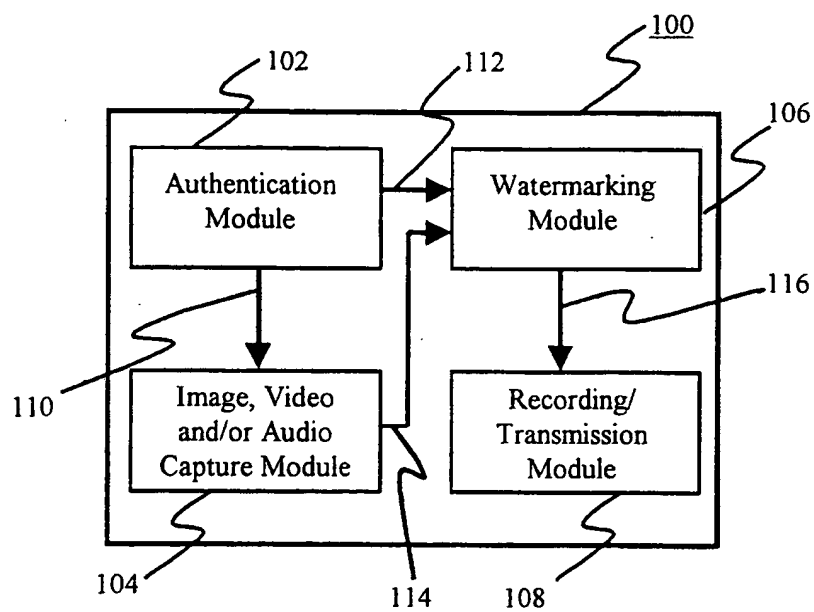 100
102
112
106
Authentication
Module
Watermarking
Module
116
110
Image, Video
and/or Audio
Capture Module
Recording/
Transmission
Module
104
114
108